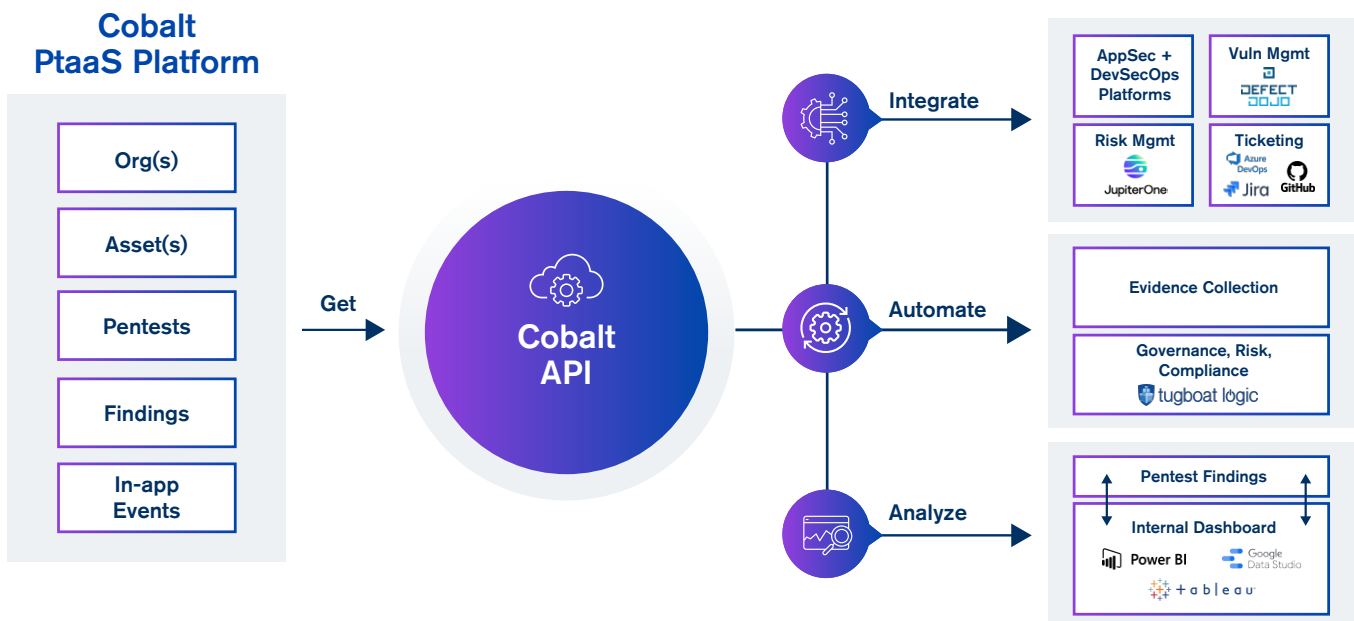 Cobalt
PtaaS Platform
Org(s)
Asset(s)
Pentests
Findings
In-app
Events
Get
Cobalt
API
Integrate
Automate
Analyze
AppSec +
DevSecOps
Platforms
Vuln Mgmt
DEFECT
DOJO
Risk Mgmt
JupiterOne
Ticketing
Azure
DevOps
Jira
GitHub
Evidence Collection
Governance, Risk,
Compliance
tugboat logic
Pentest Findings
Internal Dashboard
Power BI
Google
Data Studio
+ a b l e a u